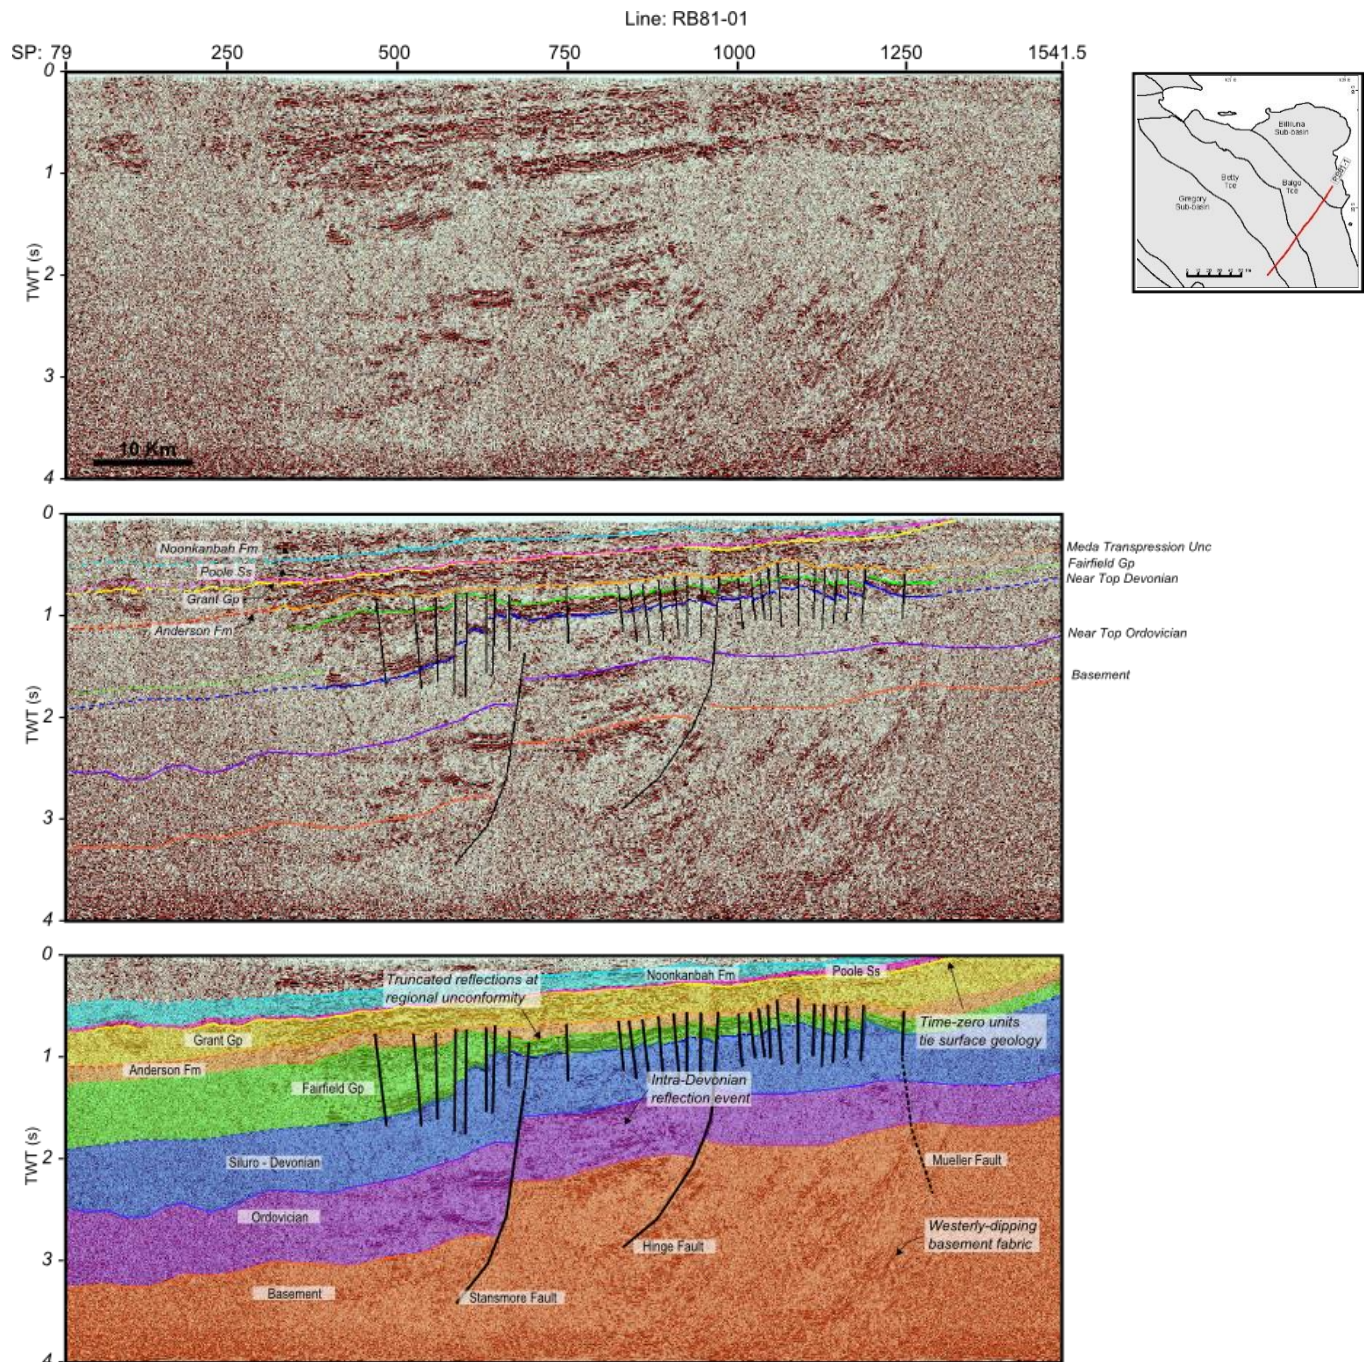 Line: RB81-01
SP: 79 250 500 750 1000 1250 1541.5
0
1
TWT (s)
2
3
4
10 Km
Billiluna
Sub-basin
Betty
Tce
Balgo
Tce
Gregory
Sub-basin
0
1
TWT (s)
2
3
4
Noonkanbah Fm
Poole Ss
Grant Gp
Anderson Fm
Meda Transpression Unc
Fairfield Gp
Near Top Devonian
Near Top Ordovician
Basement
0
1
TWT (s)
2
3
4
Truncated reflections at
regional unconformity
Noonkanbah Fm
Poole Ss
Grant Gp
Time-zero units
tie surface geology
Anderson Fm
Fairfield Gp
Intra-Devonian
reflection event
Siluro - Devonian
Mueller Fault
Ordovician
Westerly-dipping
basement fabric
Hinge Fault
Basement
Stansmore Fault